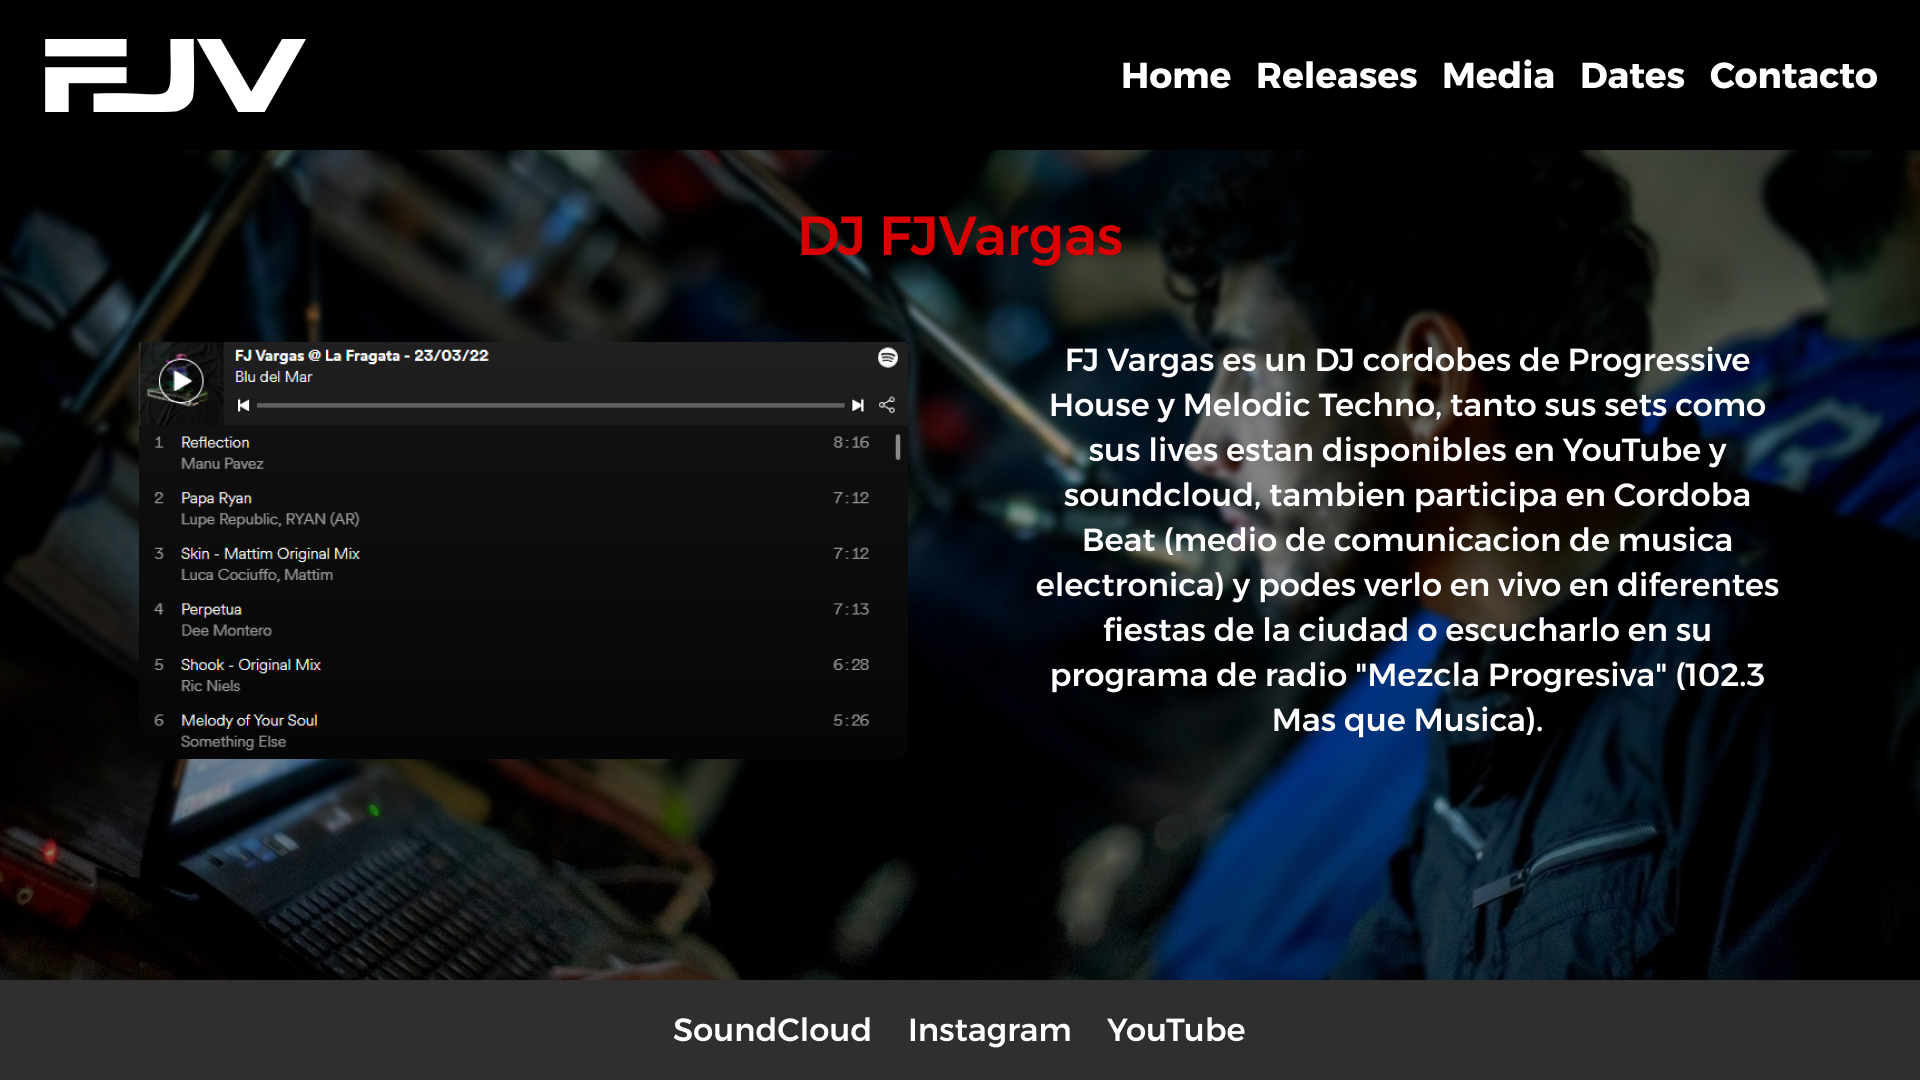 FJV
Home Releases Media Dates Contacto
DJ FJVargas
FJ Vargas @ La Fragata - 23/03/22
Blu del Mar
1 Reflection 8:16
Manu Pavez
2 Papa Ryan 7:12
Lupe Republic, RYAN (AR)
3 Skin - Mattim Original Mix 7:12
Luca Cociuffo, Mattim
4 Perpetua 7:13
Dee Montero
5 Shook - Original Mix 6:28
Ric Niels
6 Melody of Your Soul 5:26
Something Else
FJ Vargas es un DJ cordobes de Progressive
House y Melodic Techno, tanto sus sets como
sus lives estan disponibles en YouTube y
soundcloud, tambien participa en Cordoba
Beat (medio de comunicacion de musica
electronica) y podes verlo en vivo en diferentes
fiestas de la ciudad o escucharlo en su
programa de radio "Mezcla Progresiva" (102.3
Mas que Musica).
SoundCloud Instagram YouTube